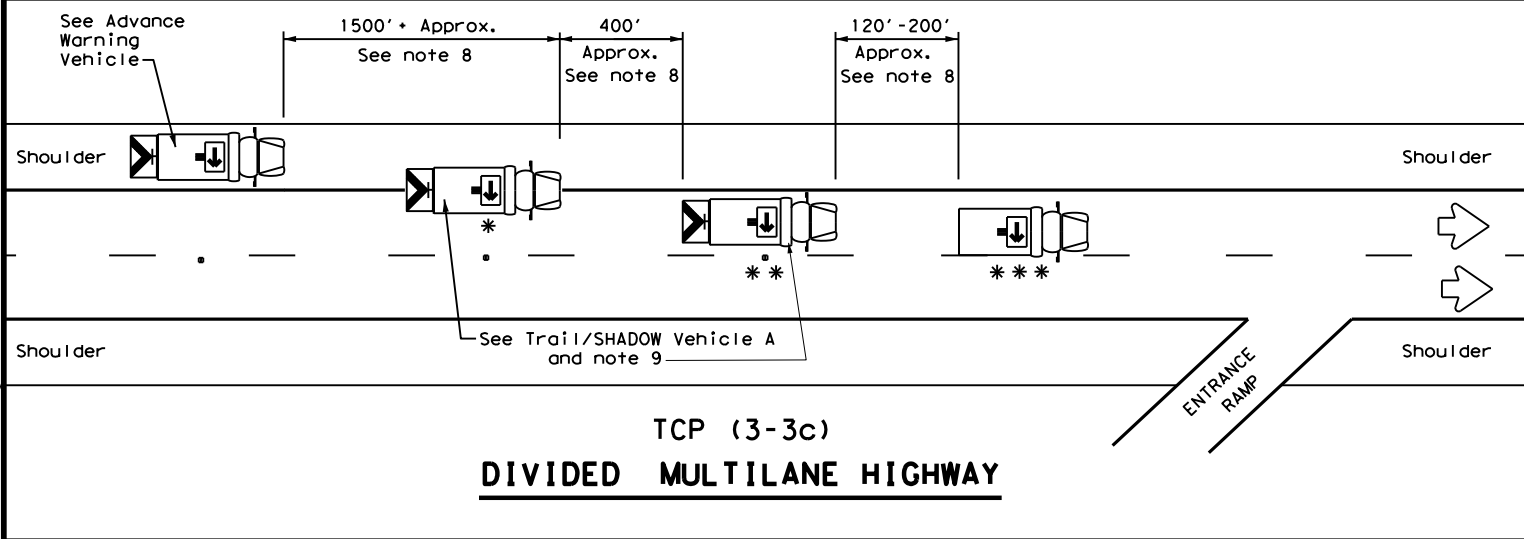 See Advance
Warning
Vehicle
1500'+ Approx.
See note 8
400'
Approx.
See note 8
120'-200'
Approx.
See note 8
Shoulder
Shoulder
*
* *
* * *
See Trail/SHADOW Vehicle A
and note 9
Shoulder
Shoulder
ENTRANCE
RAMP
TCP (3-3c)
DIVIDED MULTILANE HIGHWAY